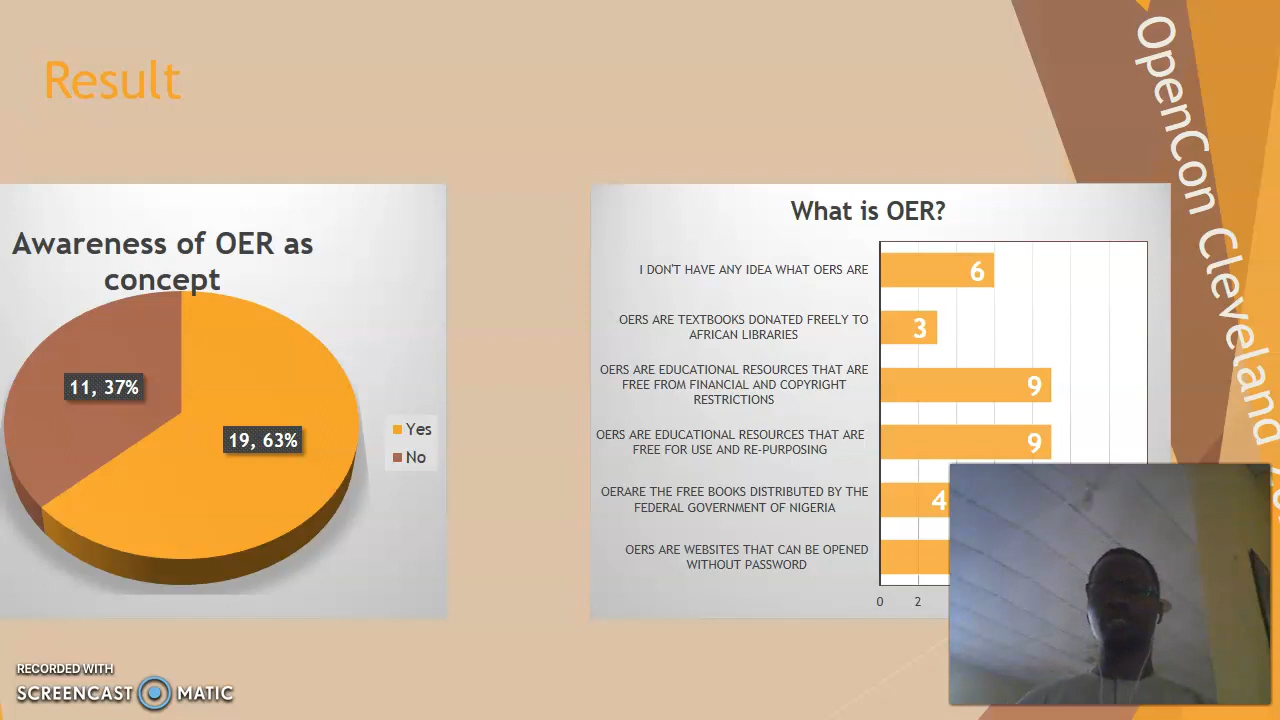 Result
Awareness of OER as
concept
11, 37%
19, 63%
Yes
No
What is OER?
I DON'T HAVE ANY IDEA WHAT OERS ARE
6
OERS ARE TEXTBOOKS DONATED FREELY TO
AFRICAN LIBRARIES
3
OERS ARE EDUCATIONAL RESOURCES THAT ARE
FREE FROM FINANCIAL AND COPYRIGHT
RESTRICTIONS
9
OERS ARE EDUCATIONAL RESOURCES THAT ARE
FREE FOR USE AND RE-PURPOSING
9
OERARE THE FREE BOOKS DISTRIBUTED BY THE
FEDERAL GOVERNMENT OF NIGERIA
4
OERS ARE WEBSITES THAT CAN BE OPENED
WITHOUT PASSWORD
0 2
OpenCon Cleveland
RECORDED WITH
SCREENCAST MATIC